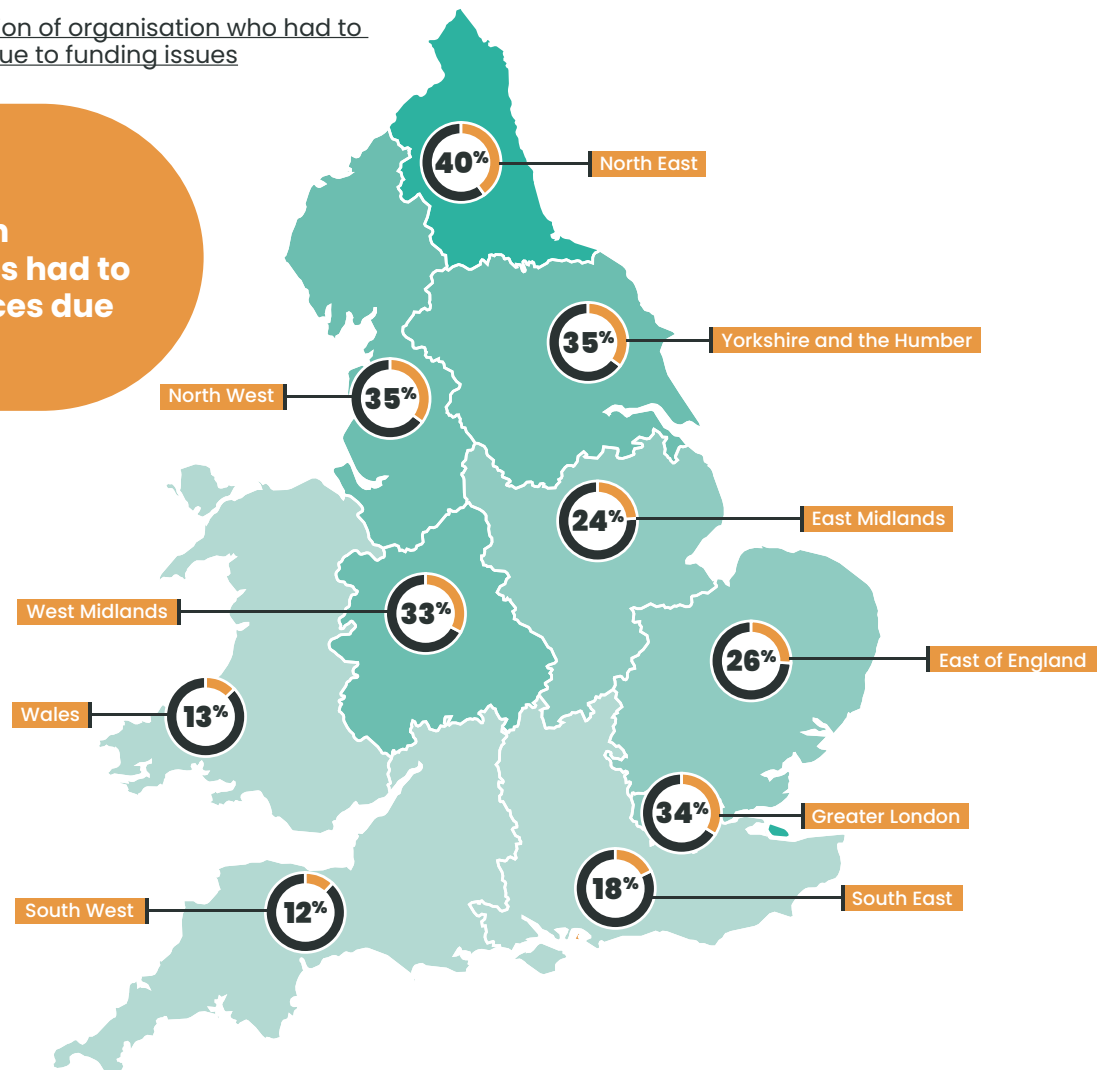 on of organisation who had to
ue to funding issues
s had to
ces due
40%
North East
35%
Yorkshire and the Humber
North West
35%
24%
East Midlands
West Midlands
33%
26%
East of England
Wales
13%
34%
Greater London
18%
South East
South West
12%